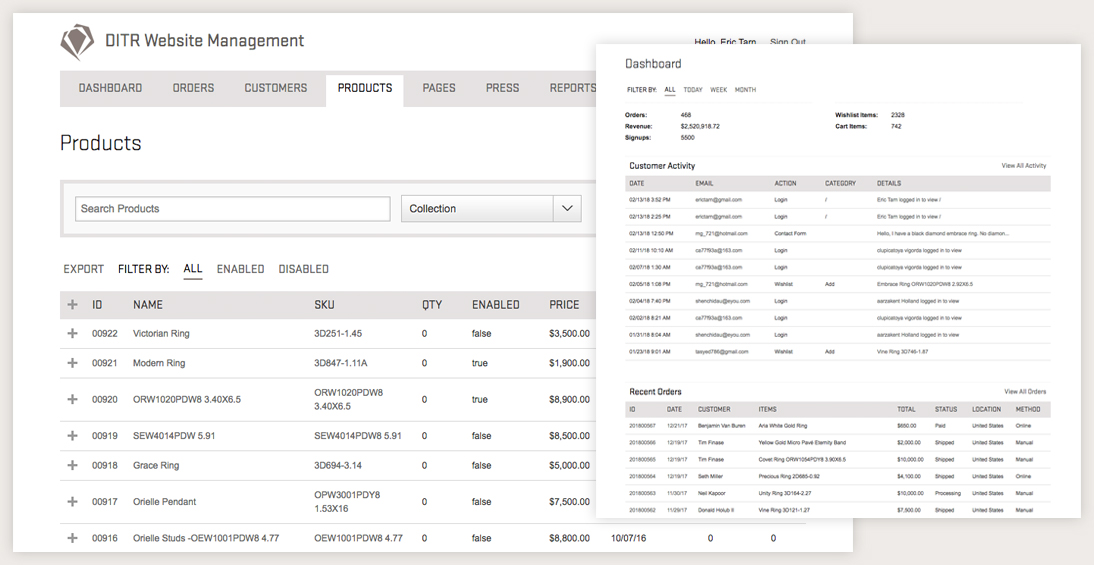 DITR Website Management
Hello, Eric Tam Sign Out
DASHBOARD ORDERS CUSTOMERS PRODUCTS PAGES PRESS REPORTS
Products
Search Products Collection
EXPORT FILTER BY: ALL ENABLED DISABLED
ID NAME SKU QTY ENABLED PRICE
00922 Victorian Ring 3D251-1.45 0 false $3,500.00
00921 Modern Ring 3D847-1.11A 0 true $1,900.00
00920 ORW1020PDW8 3.40X6.5 ORW1020PDW8 3.40X6.5 0 true $8,900.00
00919 SEW4014PDW 5.91 SEW4014PDW8 5.91 0 false $8,500.00
00918 Grace Ring 3D694-3.14 0 false $5,000.00
00917 Orielle Pendant OPW3001PDY8 1.53X16 0 false $7,500.00
00916 Orielle Studs -OEW1001PDW8 4.77 OEW1001PDW8 4.77 0 false $8,800.00 10/07/16 0 0
Dashboard
FILTER BY: ALL TODAY WEEK MONTH
Orders: 458 Wishlist Items: 2328
Revenue: $2,520,918.72 Cart Items: 742
Signups: 5500
Customer Activity View All Activity
DATE EMAIL ACTION CATEGORY DETAILS
02/13/18 3:52 PM erictam@gmail.com Login / Eric Tam logged in to view /
02/13/18 2:25 PM erictam@gmail.com Login / Eric Tam logged in to view /
02/13/18 12:50 PM mg_721@hotmail.com Contact Form Hello, I have a black diamond embrace ring. No diamon...
02/11/18 10:10 AM ca77f93a@163.com Login olupicatoya vigorda logged in to view
02/07/18 1:30 AM ca77f93a@163.com Login olupicatoya vigorda logged in to view
02/05/18 1:08 PM mg_721@hotmail.com Wishlist Add Embrace Ring ORW1020PDW8 2.92X6.5
02/04/18 7:40 PM shenchidau@eyou.com Login aarzakent Holland logged in to view
02/02/18 8:21 AM ca77f93a@163.com Login olupicatoya vigorda logged in to view
01/31/18 8:04 AM shenchidau@eyou.com Login aarzakent Holland logged in to view
01/23/18 9:01 AM taeyed786@gmail.com Wishlist Add Vine Ring 3D746-1.87
Recent Orders View All Orders
ID DATE CUSTOMER ITEMS TOTAL STATUS LOCATION METHOD
201800567 12/21/17 Benjamin Van Buren Aria White Gold Ring $650.00 Paid United States Online
201800566 12/19/17 Tim Finase Yellow Gold Micro Pavé Eternity Band $2,000.00 Shipped United States Manual
201800565 12/19/17 Tim Finase Covet Ring ORW1054PDY8 3.90X6.5 $10,000.00 Shipped United States Manual
201800564 12/19/17 Seth Miller Precious Ring 2D685-0.92 $4,100.00 Shipped United States Online
201800563 11/30/17 Neil Kapoor Unity Ring 3D164-2.27 $10,000.00 Processing United States Manual
201800562 11/29/17 Donald Holub II Vine Ring 3D121-1.27 $7,500.00 Shipped United States Manual